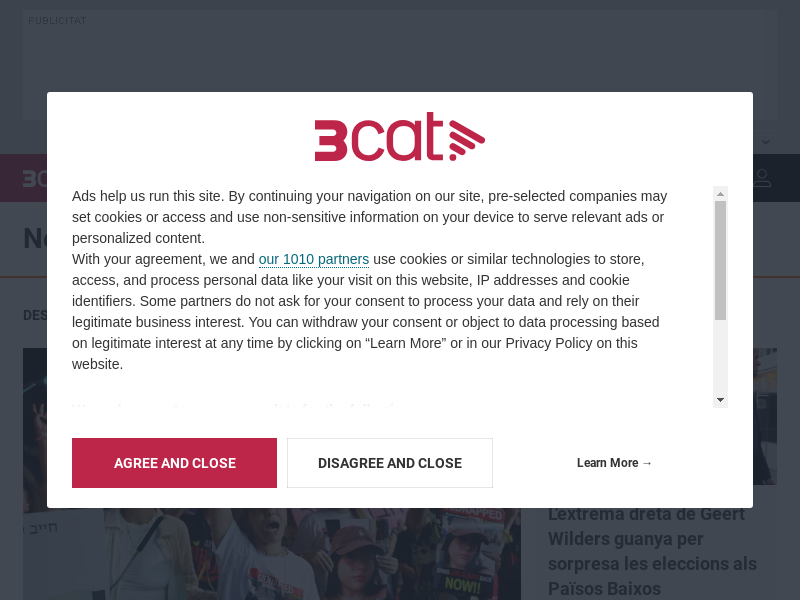 PUBLICITAT
3cat
Ads help us run this site. By continuing your navigation on our site, pre-selected companies may
set cookies or access and use non-sensitive information on your device to serve relevant ads or
personalized content.
With your agreement, we and our 1010 partners use cookies or similar technologies to store,
access, and process personal data like your visit on this website, IP addresses and cookie
identifiers. Some partners do not ask for your consent to process your data and rely on their
legitimate business interest. You can withdraw your consent or object to data processing based
on legitimate interest at any time by clicking on “Learn More” or in our Privacy Policy on this
website.
AGREE AND CLOSE
DISAGREE AND CLOSE
Learn More →
L'extrema dreta de Geert
Wilders guanya per
sorpresa les eleccions als
Països Baixos
NOW!!